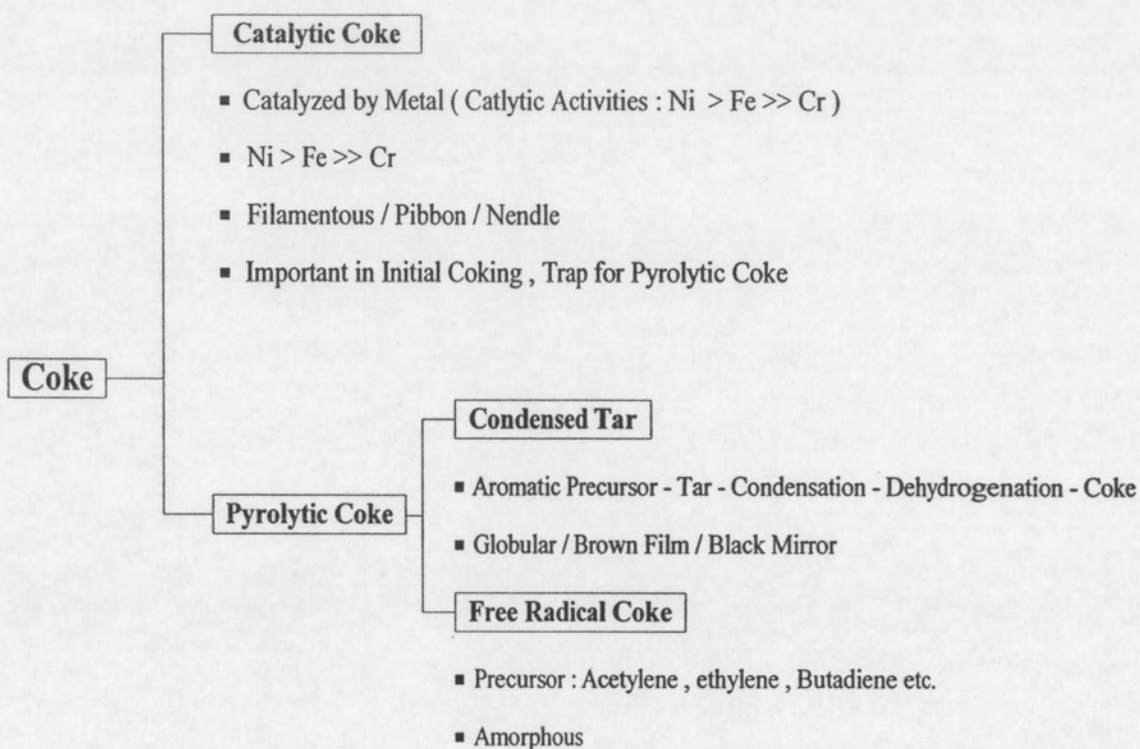 Catalytic Coke
▪ Catalyzed by Metal ( Catlytic Activities : Ni > Fe >> Cr )
▪ Ni > Fe >> Cr
▪ Filamentous / Pibbon / Nendle
▪ Important in Initial Coking , Trap for Pyrolytic Coke
Coke
Pyrolytic Coke
Condensed Tar
▪ Aromatic Precursor - Tar - Condensation - Dehydrogenation - Coke
▪ Globular / Brown Film / Black Mirror
Free Radical Coke
▪ Precursor : Acetylene , ethylene , Butadiene etc.
▪ Amorphous